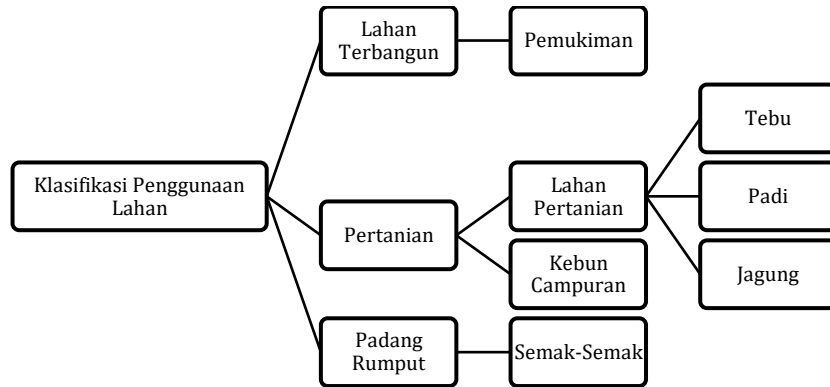 Lahan
Terbangun
Pemukiman
Tebu
Klasifikasi Penggunaan
Lahan
Lahan
Pertanian
Padi
Pertanian
Kebun
Campuran
Jagung
Padang
Rumput
Semak-Semak